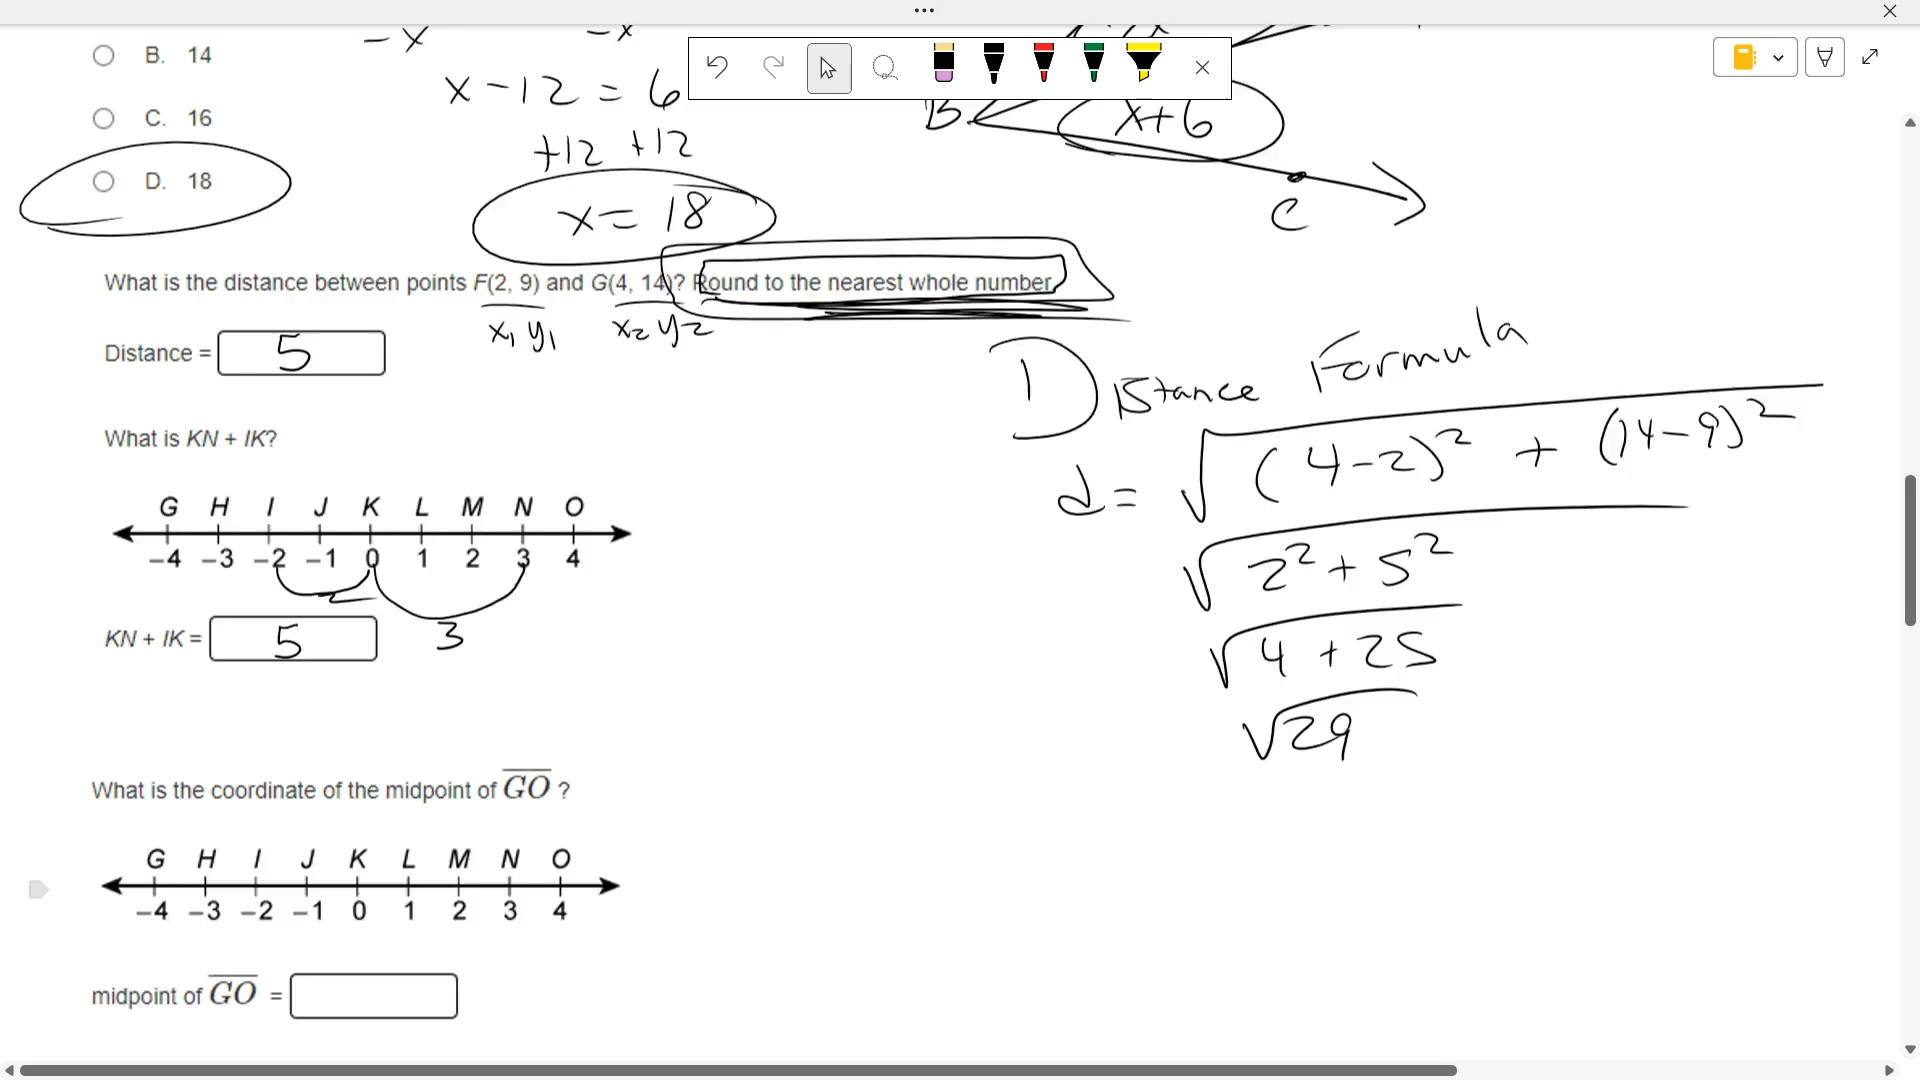 B. 14
- x
- x
x - 12 = 6
C. 16
B
x+6
+12 +12
D. 18
x = 18
C
What is the distance between points F(2, 9) and G(4, 14)? Round to the nearest whole number.
x₁ y₁ x₂ y₂
Distance = 5
Distance Formula
What is KN + IK?
d = √(4-2)² + (14-9)²
G H I J K L M N O
−4 −3 −2 −1 0 1 2 3 4
√2² + 5²
2
3
KN + IK = 5
√4 + 25
√29
What is the coordinate of the midpoint of GO ?
G H I J K L M N O
−4 −3 −2 −1 0 1 2 3 4
midpoint of GO =